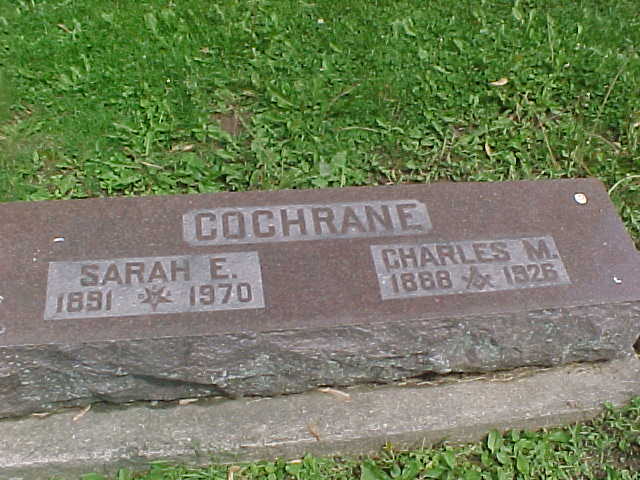 COCHRANE
SARAH E.
1891 1970
CHARLES M.
1888 1926